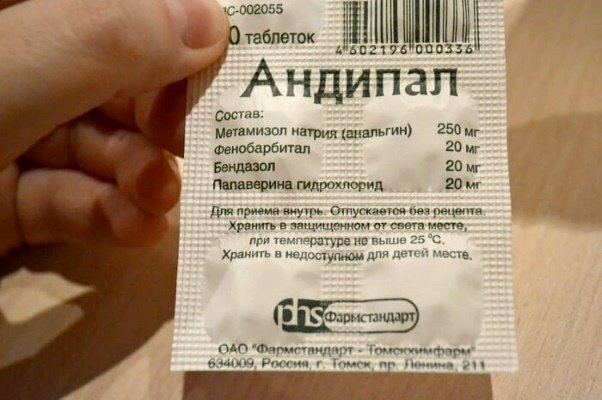 С-002055
0 таблеток
4 602196 000336
Андипал
Состав:
Метамизол натрия (анальгин) 250 мг
Фенобарбитал 20 мг
Бендазол 20 мг
Папаверина гидрохлорид 20 мг
Для приема внутрь. Отпускается без рецепта.
Хранить в защищенном от света месте,
при температуре не выше 25 °С.
Хранить в недоступном для детей месте.
phs Фармстандарт
ОАО "Фармстандарт - Томскхимфарм"
634009, Россия, г. Томск, пр. Ленина, 211